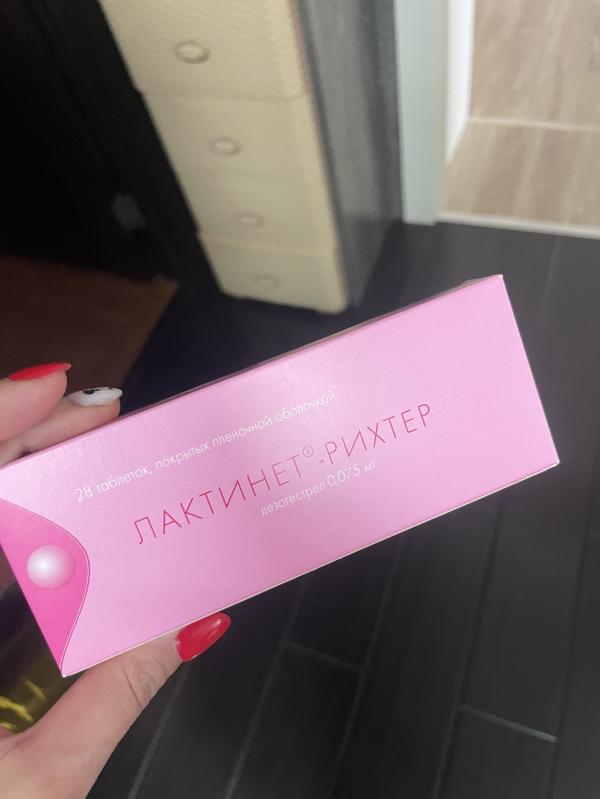 28 таблеток, покрытых пленочной оболочкой
ЛАКТИНЕТ®-РИХТЕР
дезогестрел 0,075 мг